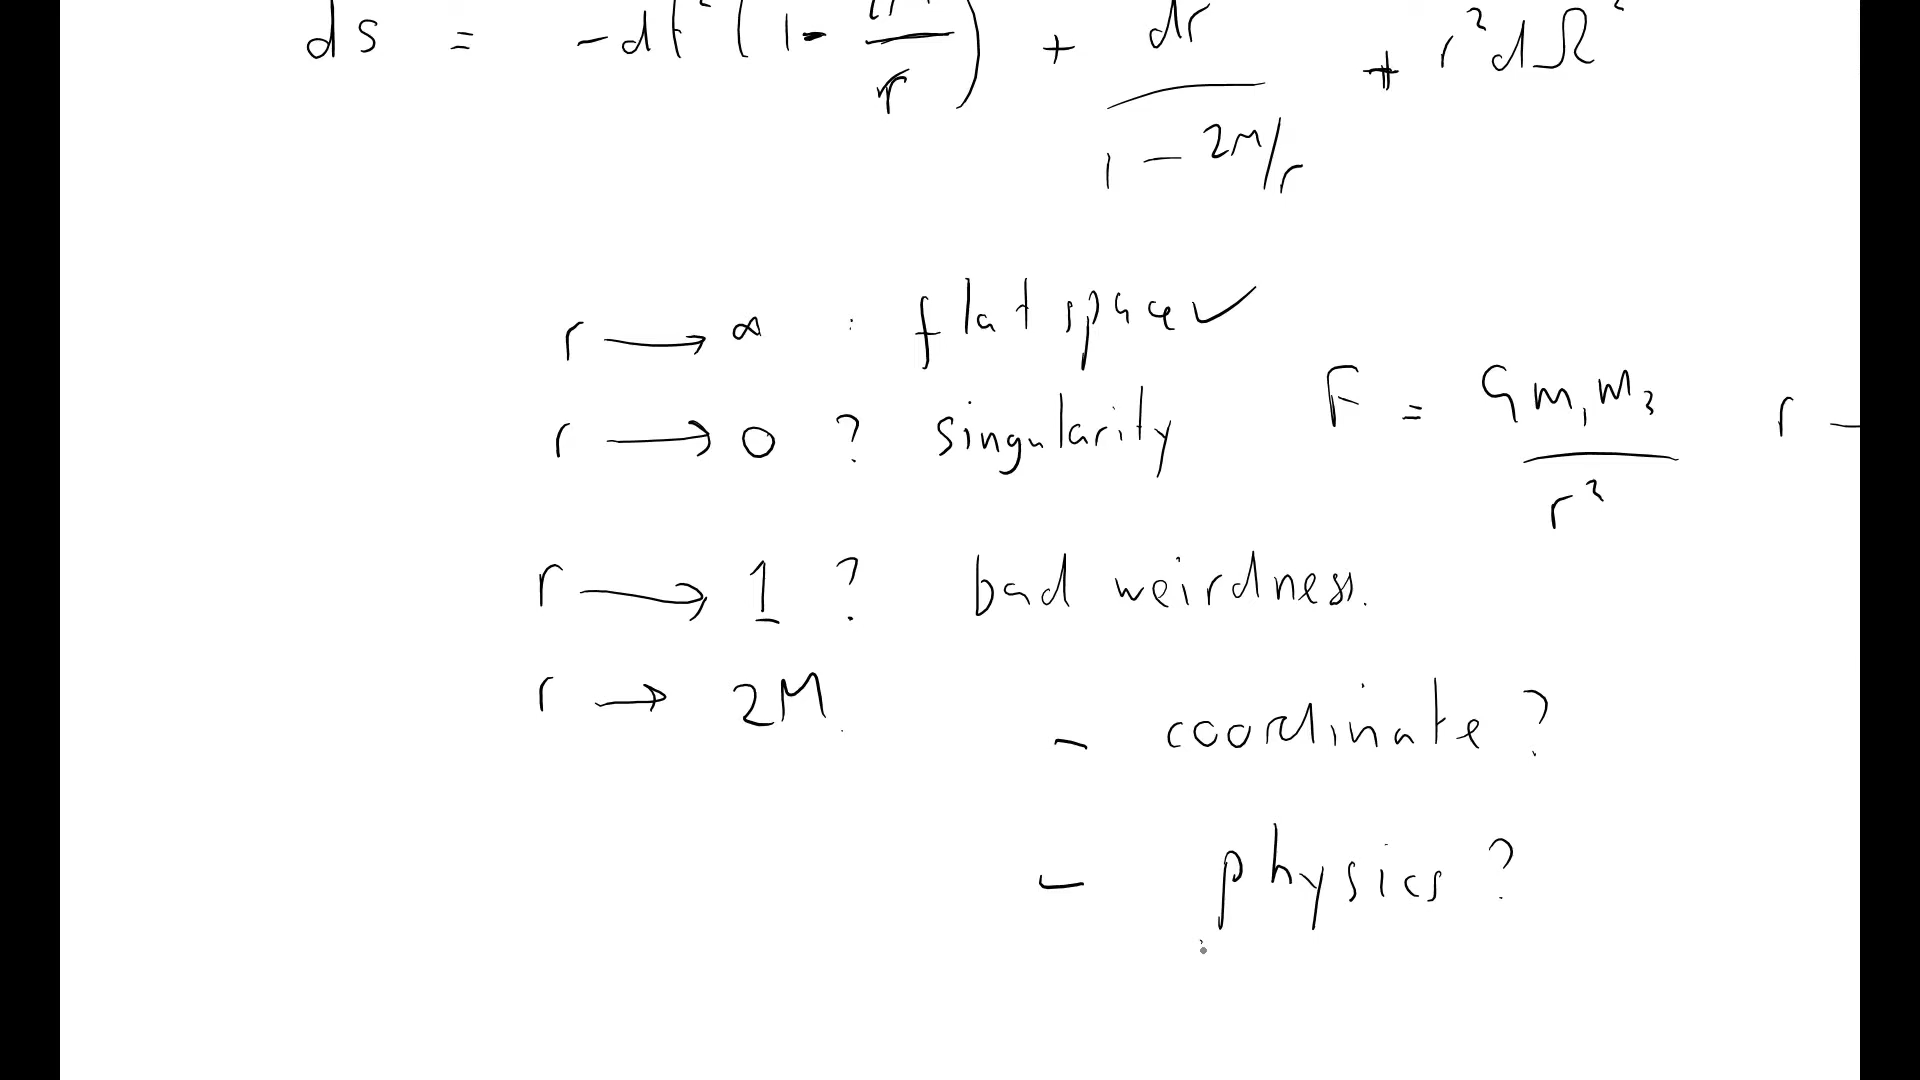 ds = -dt² (1 - 2M/r) + dr/(1 - 2M/r) + r²dΩ²
r → ∞ : flat space ✓
r → 0 ? singularity F = Gm₁m₂/r² r –
r → 1 ? bad weirdness.
r → 2M
- coordinate ?
- physics ?